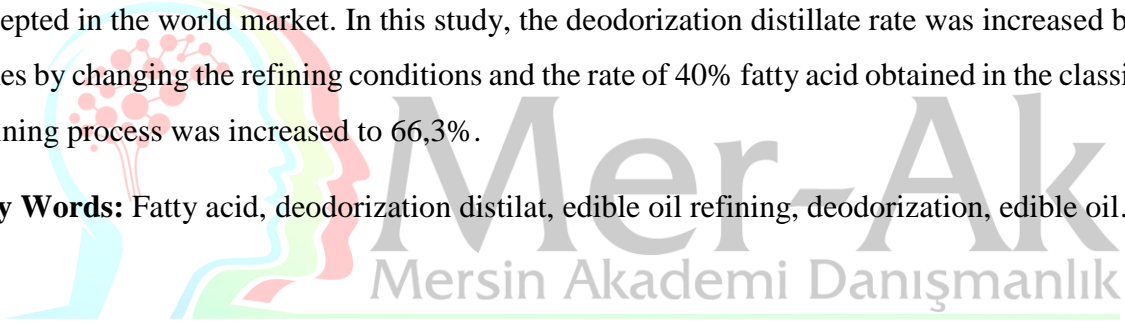 epted in the world market. In this study, the deodorization distillate rate was increased b
es by changing the refining conditions and the rate of 40% fatty acid obtained in the classi
ining process was increased to 66,3%.
y Words: Fatty acid, deodorization distilat, edible oil refining, deodorization, edible oil.
Mer-Ak
Mersin Akademi Danışmanlık